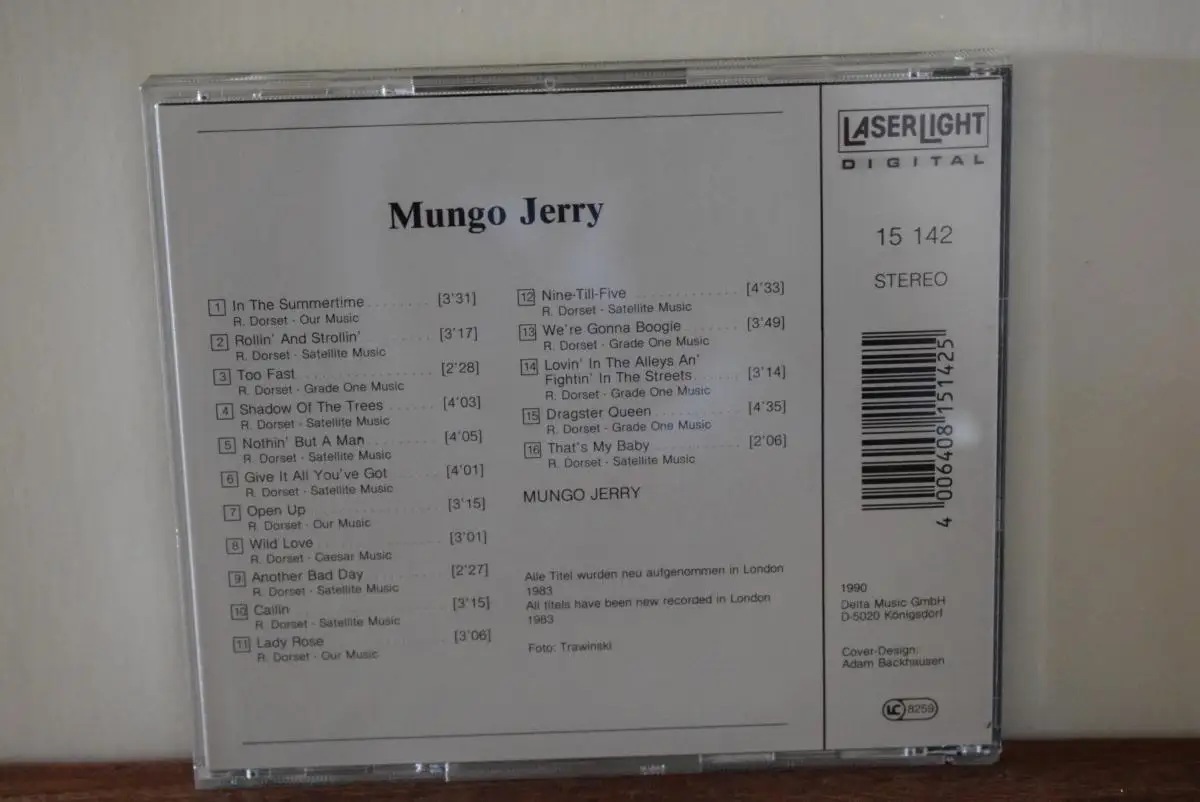 Mungo Jerry
1 In The Summertime ........ [3'31]
R. Dorset · Our Music
2 Rollin' And Strollin' ........ [3'17]
R. Dorset · Satellite Music
3 Too Fast ........ [2'28]
R. Dorset · Grade One Music
4 Shadow Of The Trees ...... [4'03]
R. Dorset · Satellite Music
5 Nothin' But A Man ........ [4'05]
R. Dorset · Satellite Music
6 Give It All You've Got ...... [4'01]
R. Dorset · Satellite Music
7 Open Up ........ [3'15]
R. Dorset · Our Music
8 Wild Love ........ [3'01]
R. Dorset · Caesar Music
9 Another Bad Day ........ [2'27]
R. Dorset · Satellite Music
10 Callin ........ [3'15]
R. Dorset · Satellite Music
11 Lady Rose ........ [3'06]
R. Dorset · Our Music
12 Nine-Till-Five ............. [4'33]
R. Dorset · Satellite Music
13 We're Gonna Boogie ....... [3'49]
R. Dorset · Grade One Music
14 Lovin' In The Alleys An'
Fightin' In The Streets ...... [3'14]
R. Dorset · Grade One Music
15 Dragster Queen ........ [4'35]
R. Dorset · Grade One Music
16 That's My Baby ........ [2'06]
R. Dorset · Satellite Music
MUNGO JERRY
Alle Titel wurden neu aufgenommen in London
1983
All titels have been new recorded in London
1983
Foto: Trawinski
LASERLIGHT
DIGITAL
15 142
STEREO
4 006408 151425
1990
Delta Music GmbH
D-5020 Königsdorf
Cover-Design:
Adam Backhausen
LC 8259